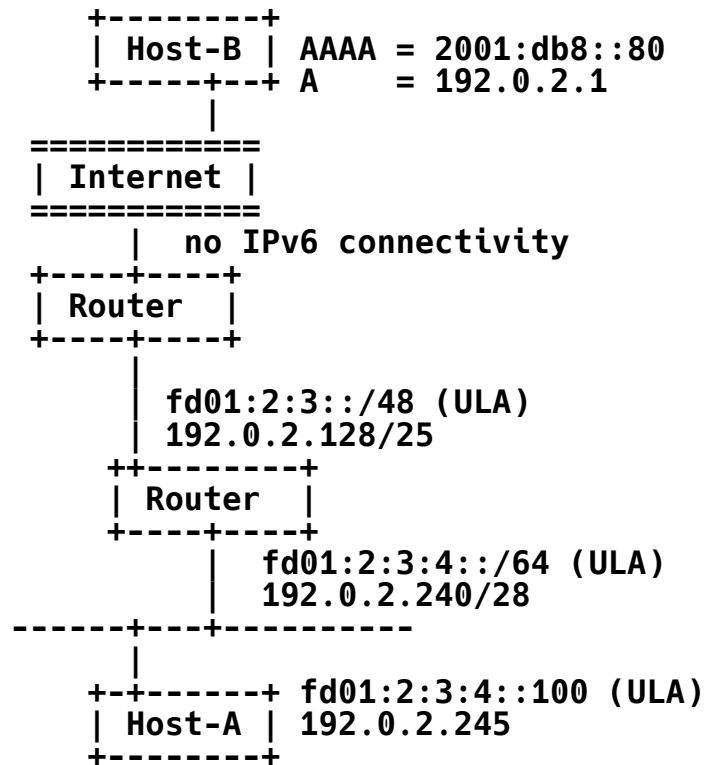 Host-B AAAA = 2001:db8::80
A = 192.0.2.1
Internet
no IPv6 connectivity
Router
fd01:2:3::/48 (ULA)
192.0.2.128/25
Router
fd01:2:3:4::/64 (ULA)
192.0.2.240/28
fd01:2:3:4::100 (ULA)
Host-A 192.0.2.245